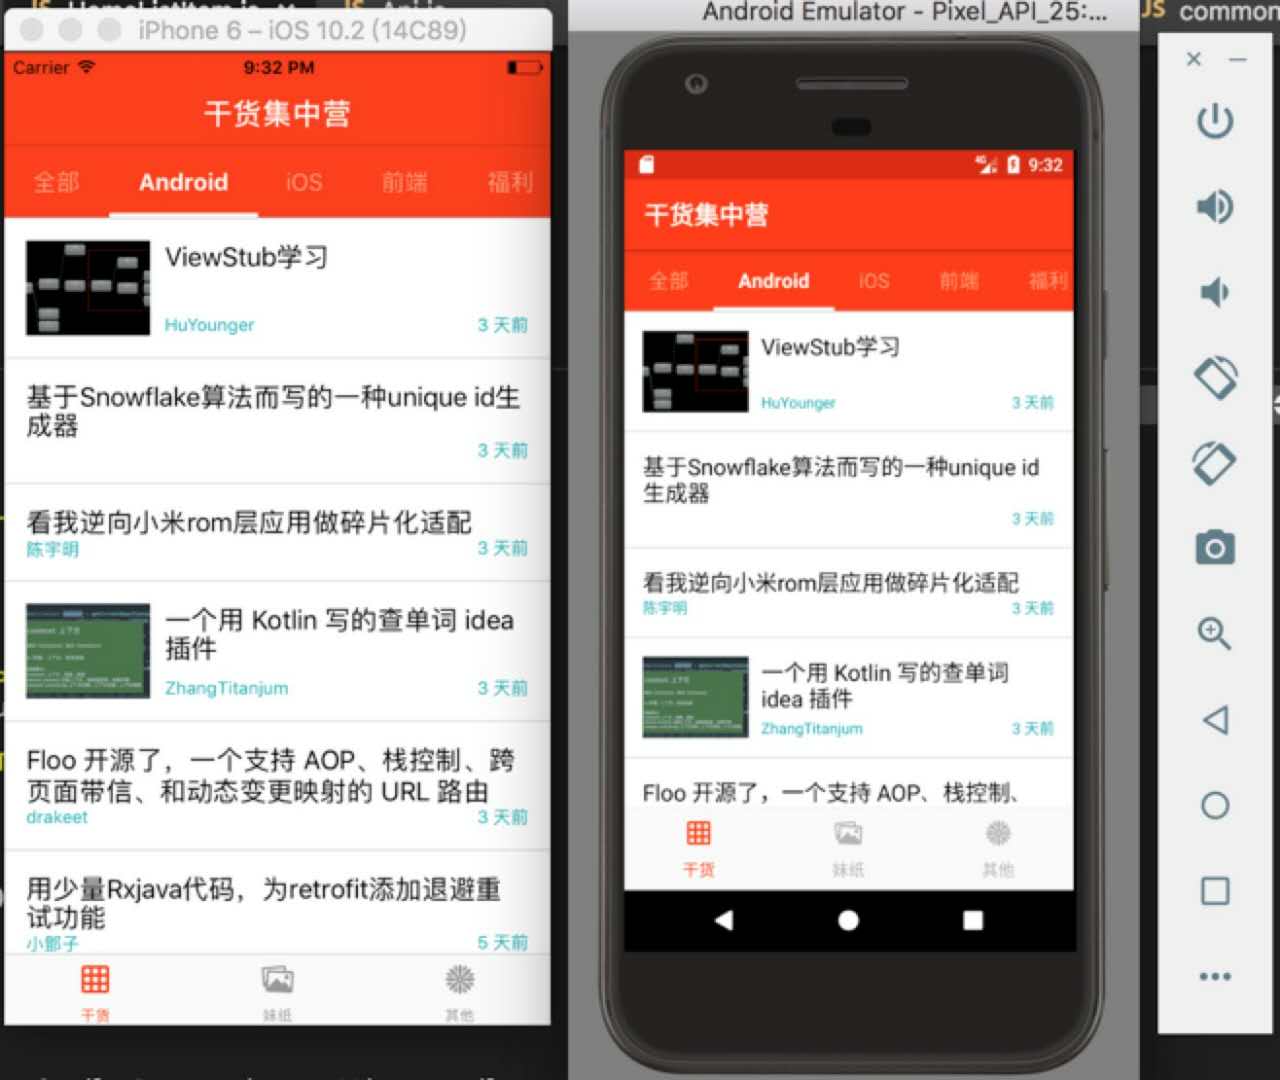 iPhone 6 – iOS 10.2 (14C89)
Carrier
9:32 PM
干货集中营
全部
Android
iOS
前端
福利
ViewStub学习
HuYounger
3 天前
基于Snowflake算法而写的一种unique id生
成器
3 天前
看我逆向小米rom层应用做碎片化适配
陈宇明
3 天前
一个用 Kotlin 写的查单词 idea
插件
ZhangTitanjum
3 天前
Floo 开源了，一个支持 AOP、栈控制、跨
页面带信、和动态变更映射的 URL 路由
drakeet
3 天前
用少量Rxjava代码，为retrofit添加退避重
试功能
小鄧子
5 天前
干货
妹纸
其他
Android Emulator - Pixel_API_25:...
4G
9:32
干货集中营
全部
Android
iOS
前端
福利
ViewStub学习
HuYounger
3 天前
基于Snowflake算法而写的一种unique id
生成器
3 天前
看我逆向小米rom层应用做碎片化适配
陈宇明
3 天前
一个用 Kotlin 写的查单词
idea 插件
ZhangTitanjum
3 天前
Floo 开源了，一个支持 AOP、栈控制、
干货
妹纸
其他
JS common